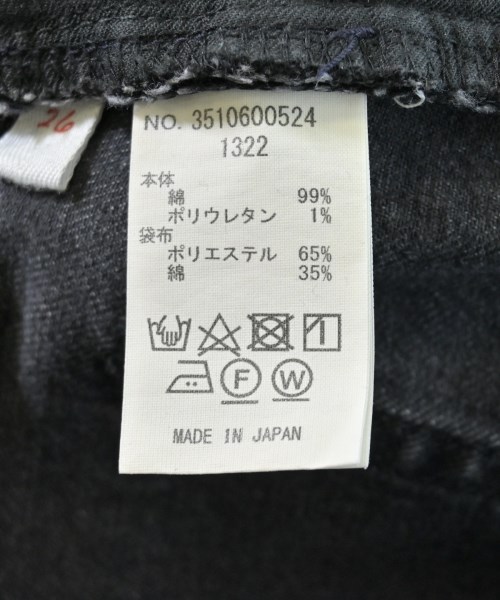 26
NO. 3510600524
1322
本体
綿 99%
ポリウレタン 1%
袋布
ポリエステル 65%
綿 35%
F W
MADE IN JAPAN